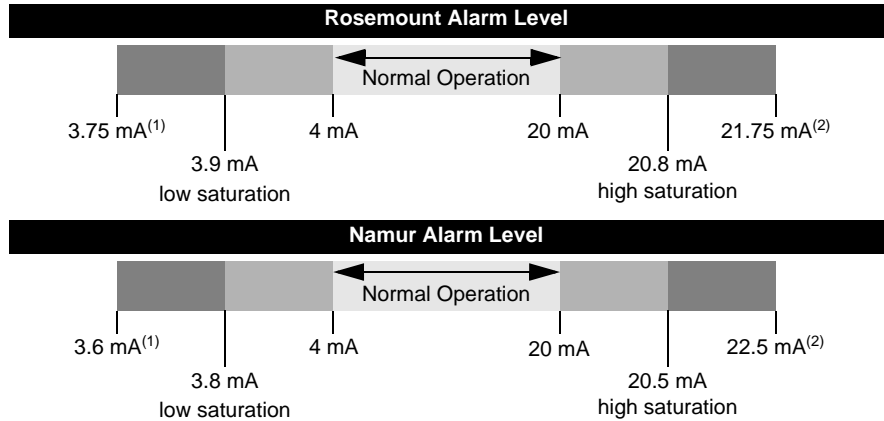 Rosemount Alarm Level
Normal Operation
3.75 mA(1)
4 mA
20 mA
21.75 mA(2)
3.9 mA
20.8 mA
low saturation
high saturation
Namur Alarm Level
Normal Operation
3.6 mA(1)
4 mA
20 mA
22.5 mA(2)
3.8 mA
20.5 mA
low saturation
high saturation